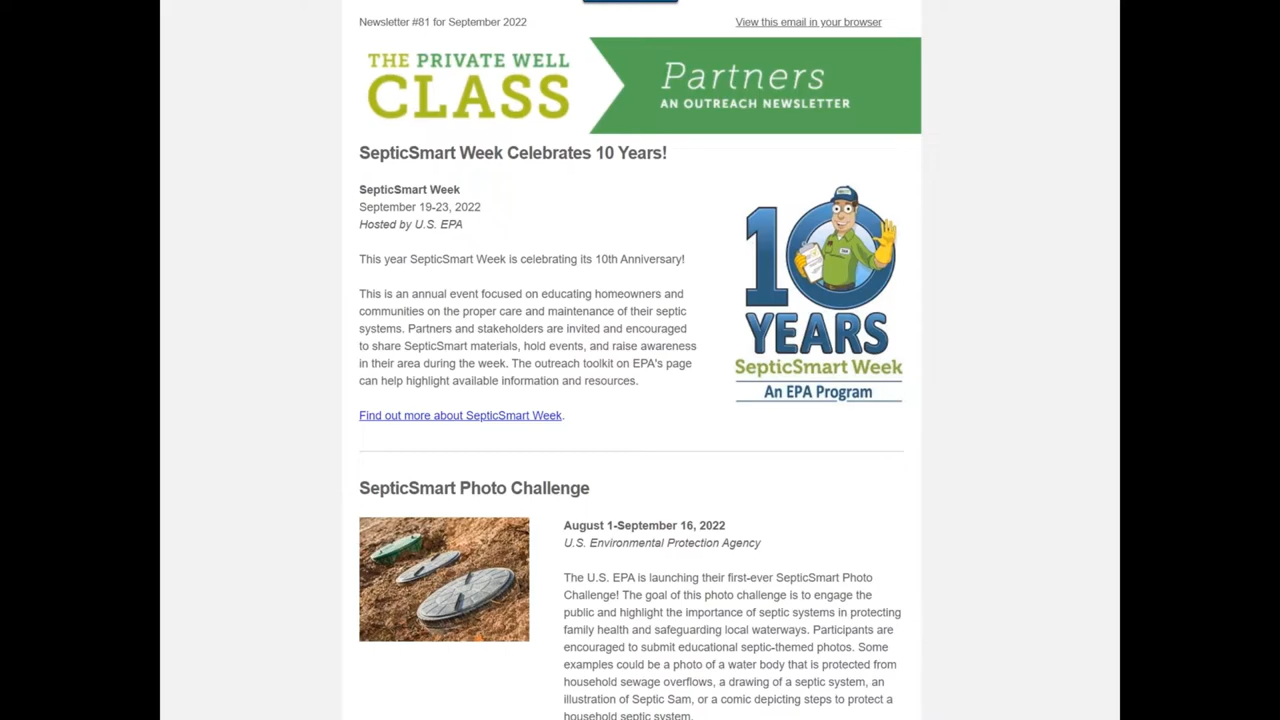 Newsletter #81 for September 2022
View this email in your browser
THE PRIVATE WELL
CLASS
Partners
AN OUTREACH NEWSLETTER
SepticSmart Week Celebrates 10 Years!
SepticSmart Week
September 19-23, 2022
Hosted by U.S. EPA
This year SepticSmart Week is celebrating its 10th Anniversary!
This is an annual event focused on educating homeowners and
communities on the proper care and maintenance of their septic
systems. Partners and stakeholders are invited and encouraged
to share SepticSmart materials, hold events, and raise awareness
in their area during the week. The outreach toolkit on EPA's page
can help highlight available information and resources.
Find out more about SepticSmart Week.
10
YEARS
SepticSmart Week
An EPA Program
SepticSmart Photo Challenge
August 1-September 16, 2022
U.S. Environmental Protection Agency
The U.S. EPA is launching their first-ever SepticSmart Photo
Challenge! The goal of this photo challenge is to engage the
public and highlight the importance of septic systems in protecting
family health and safeguarding local waterways. Participants are
encouraged to submit educational septic-themed photos. Some
examples could be a photo of a water body that is protected from
household sewage overflows, a drawing of a septic system, an
illustration of Septic Sam, or a comic depicting steps to protect a
household septic system.